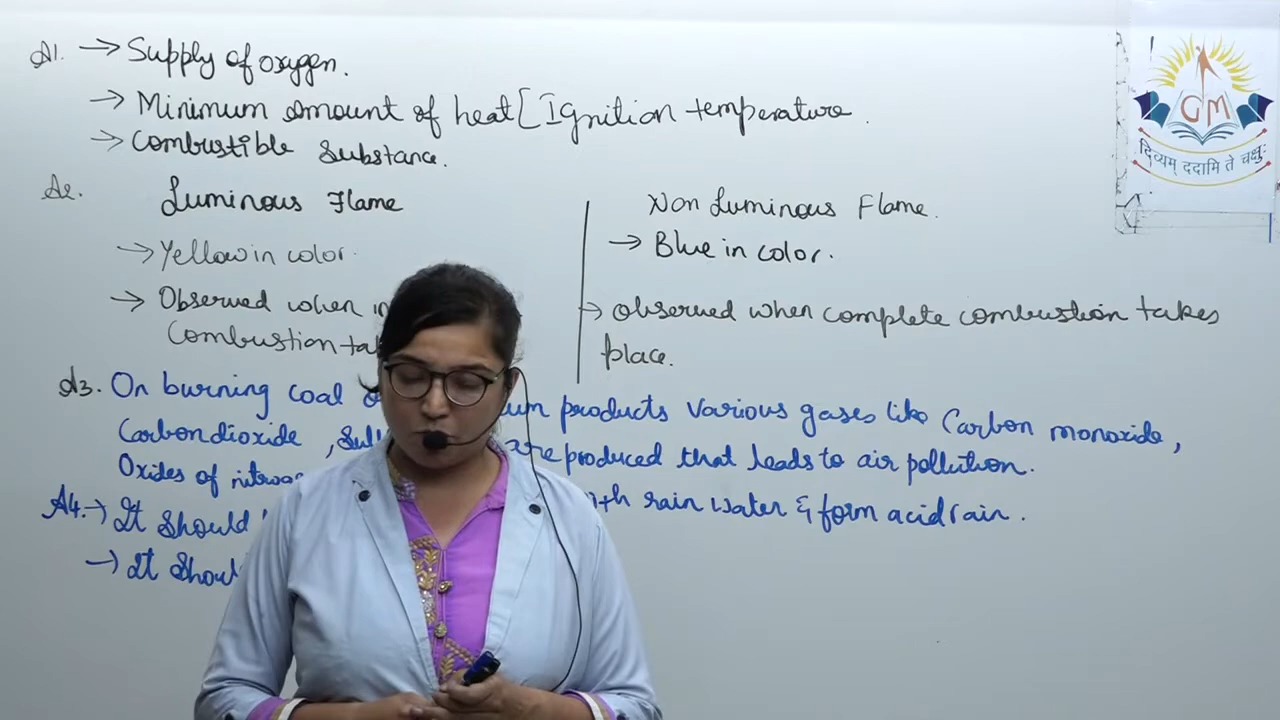 A1. → Supply of oxygen.
→ Minimum amount of heat [Ignition temperature.
→ Combustible substance.
A2. Luminous Flame
Non Luminous Flame.
→ Yellow in color.
→ Blue in color.
→ Observed when in
Combustion ta
→ Observed when complete combustion takes
place.
A3. On burning coal um products various gases like Carbon monoxide,
Carbondioxide , Sul are produced that leads to air pollution.
Oxides of nitro
A4. → It should th rain water & form acid rain.
→ It Shoul
GM
दिव्यम् ददामि ते चक्षुः